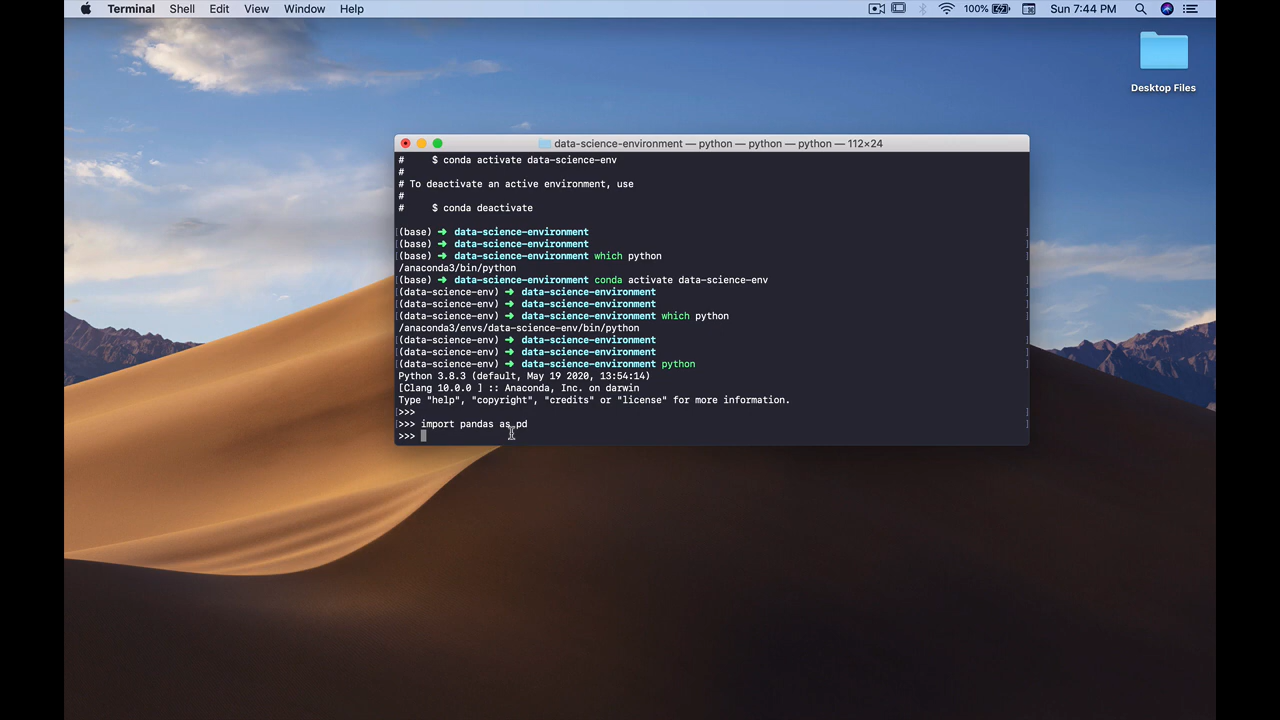 Terminal Shell Edit View Window Help 100% Sun 7:44 PM
Desktop Files
data-science-environment — python — python — python — 112×24
#     $ conda activate data-science-env
#
# To deactivate an active environment, use
#
#     $ conda deactivate
(base) ➜ data-science-environment
(base) ➜ data-science-environment
(base) ➜ data-science-environment which python
/anaconda3/bin/python
(base) ➜ data-science-environment conda activate data-science-env
(data-science-env) ➜ data-science-environment
(data-science-env) ➜ data-science-environment
(data-science-env) ➜ data-science-environment which python
/anaconda3/envs/data-science-env/bin/python
(data-science-env) ➜ data-science-environment
(data-science-env) ➜ data-science-environment
(data-science-env) ➜ data-science-environment python
Python 3.8.3 (default, May 19 2020, 13:54:14)
[Clang 10.0.0 ] :: Anaconda, Inc. on darwin
Type "help", "copyright", "credits" or "license" for more information.
>>>
>>> import pandas as pd
>>>